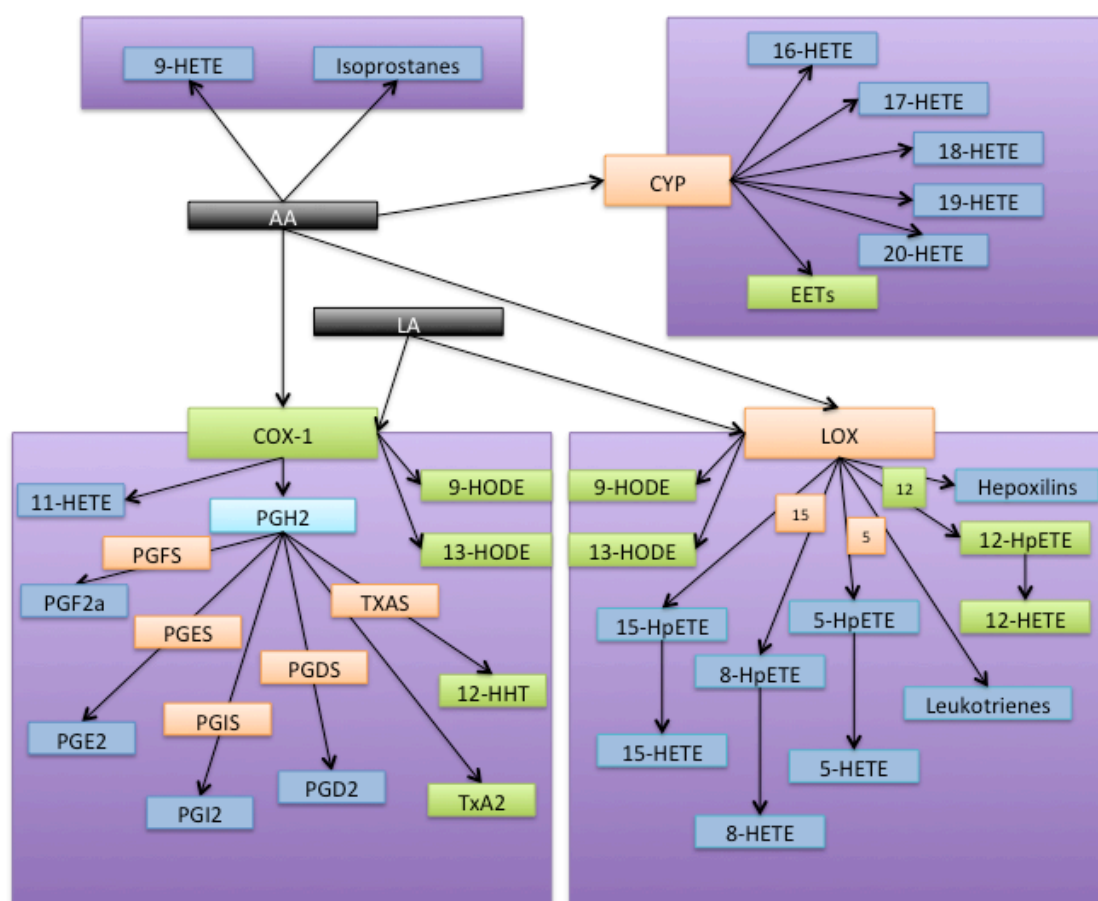 9-HETE
Isoprostanes
16-HETE
17-HETE
18-HETE
CYP
19-HETE
AA
20-HETE
EETs
LA
COX-1
LOX
11-HETE
9-HODE
9-HODE
12
Hepoxilins
PGH2
15
5
13-HODE
13-HODE
12-HpETE
PGFS
PGF2a
TXAS
15-HpETE
5-HpETE
12-HETE
PGES
PGDS
8-HpETE
12-HHT
Leukotrienes
PGIS
PGE2
15-HETE
5-HETE
PGD2
TxA2
PGI2
8-HETE